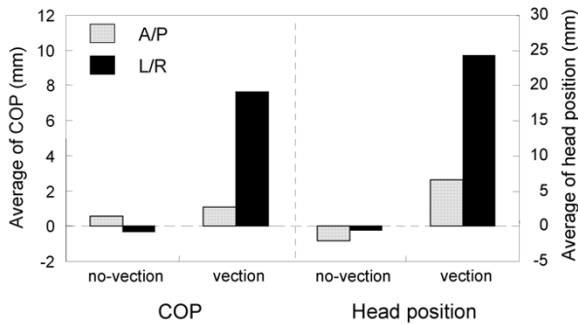 Average of COP (mm)
12
10
8
6
4
2
0
-2
A/P
L/R
30
25
20
15
10
5
0
-5
Average of head position (mm)
no-vection vection no-vection vection
COP Head position